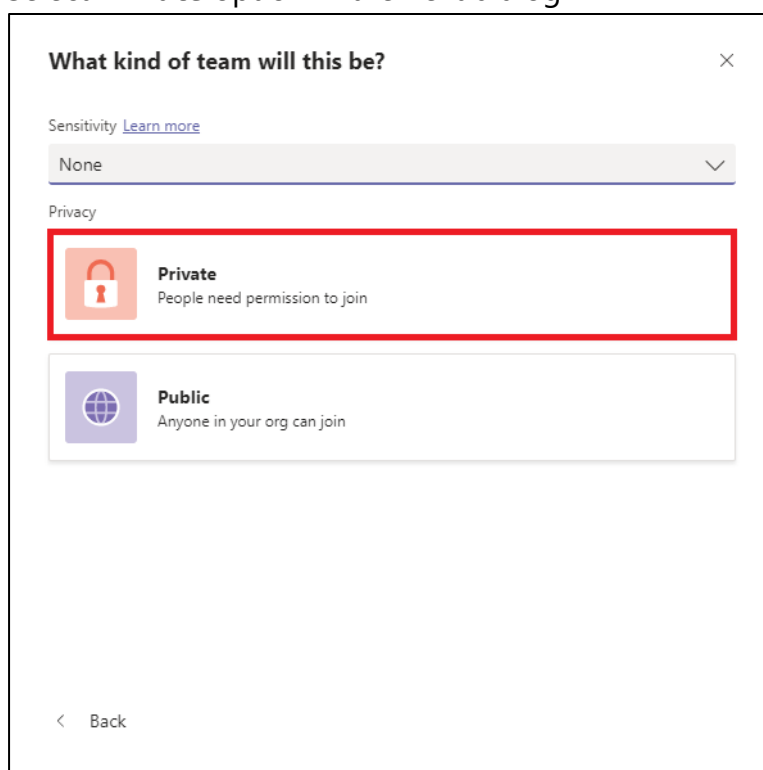 What kind of team will this be?
Sensitivity Learn more
None
Privacy
Private
People need permission to join
Public
Anyone in your org can join
Back